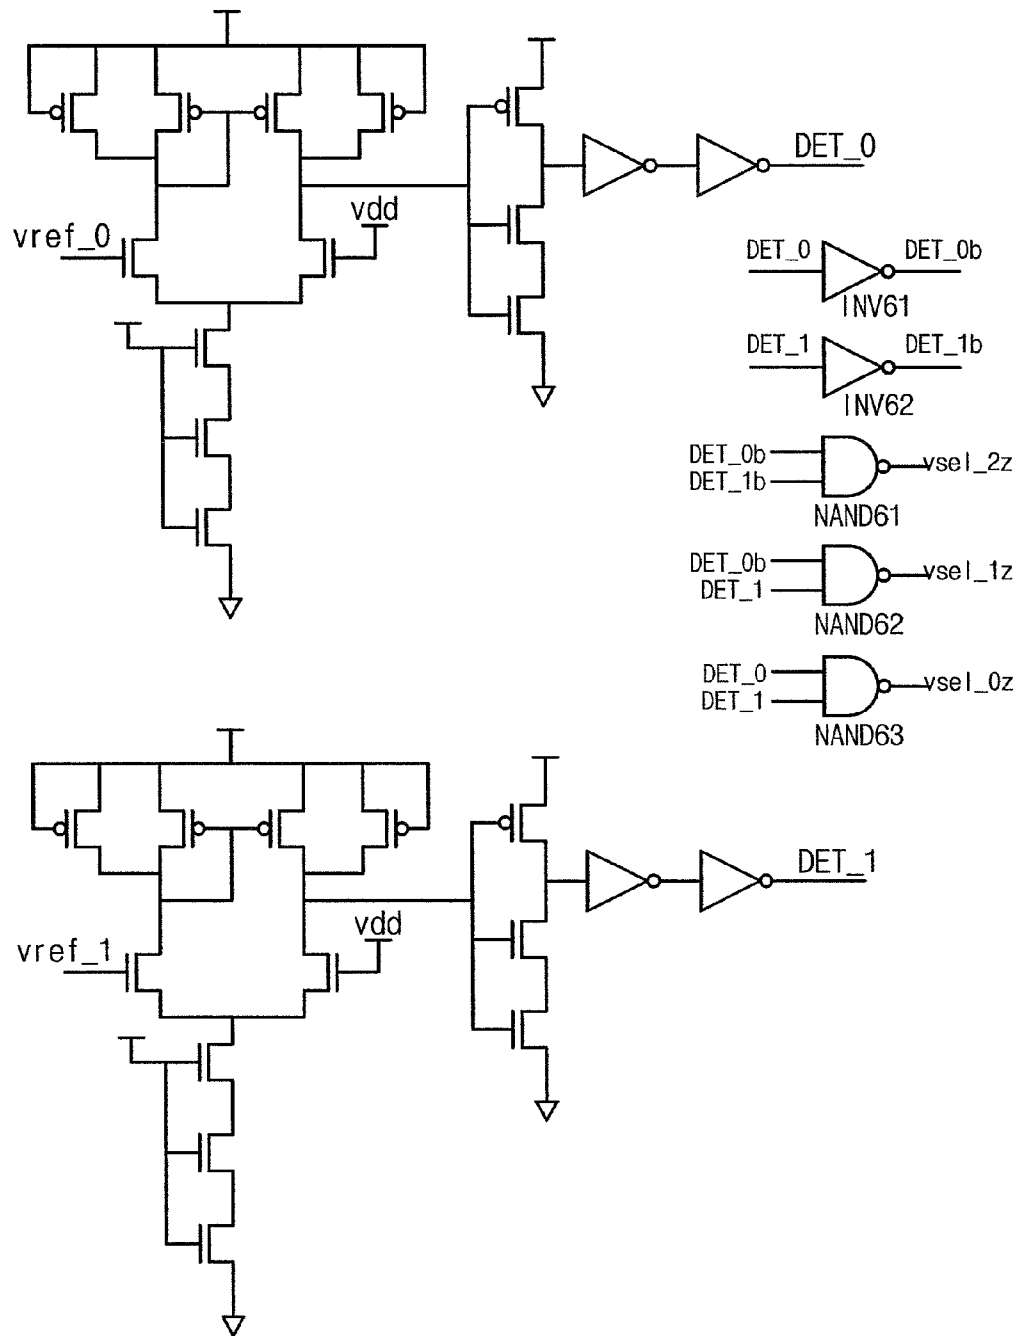 DET_0
vdd
vref_0
DET_0 DET_0b
INV61
DET_1 DET_1b
INV62
DET_0b
vsel_2z
DET_1b
NAND61
DET_0b
vsel_1z
DET_1
NAND62
DET_0
vsel_0z
DET_1
NAND63
DET_1
vdd
vref_1